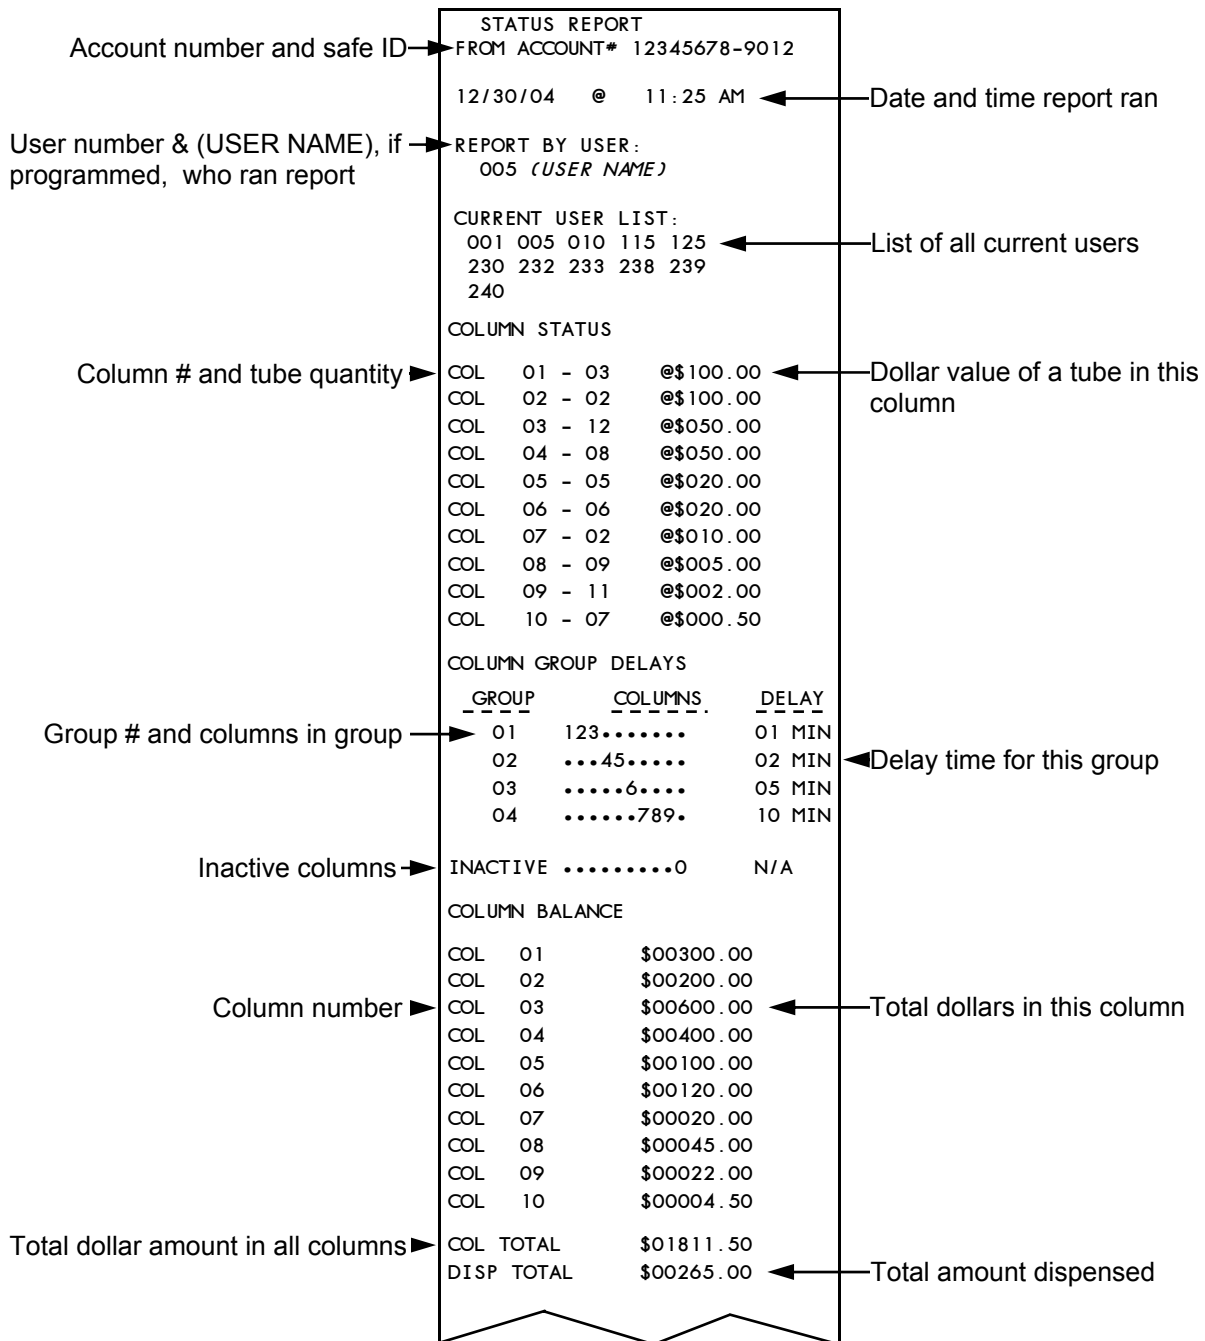 STATUS REPORT
Account number and safe ID
FROM ACCOUNT# 12345678-9012
12/30/04 @ 11:25 AM
Date and time report ran
User number & (USER NAME), if
programmed, who ran report
REPORT BY USER:
005 (USER NAME)
CURRENT USER LIST:
001 005 010 115 125
List of all current users
230 232 233 238 239
240
COLUMN STATUS
Column # and tube quantity
COL 01 - 03 @$100.00
Dollar value of a tube in this
column
COL 02 - 02 @$100.00
COL 03 - 12 @$050.00
COL 04 - 08 @$050.00
COL 05 - 05 @$020.00
COL 06 - 06 @$020.00
COL 07 - 02 @$010.00
COL 08 - 09 @$005.00
COL 09 - 11 @$002.00
COL 10 - 07 @$000.50
COLUMN GROUP DELAYS
GROUP COLUMNS DELAY
Group # and columns in group
01 123••••••• 01 MIN
02 •••45••••• 02 MIN
Delay time for this group
03 •••••6•••• 05 MIN
04 ••••••789• 10 MIN
Inactive columns
INACTIVE •••••••••0 N/A
COLUMN BALANCE
COL 01 $00300.00
COL 02 $00200.00
Column number
COL 03 $00600.00
Total dollars in this column
COL 04 $00400.00
COL 05 $00100.00
COL 06 $00120.00
COL 07 $00020.00
COL 08 $00045.00
COL 09 $00022.00
COL 10 $00004.50
Total dollar amount in all columns
COL TOTAL $01811.50
DISP TOTAL $00265.00
Total amount dispensed